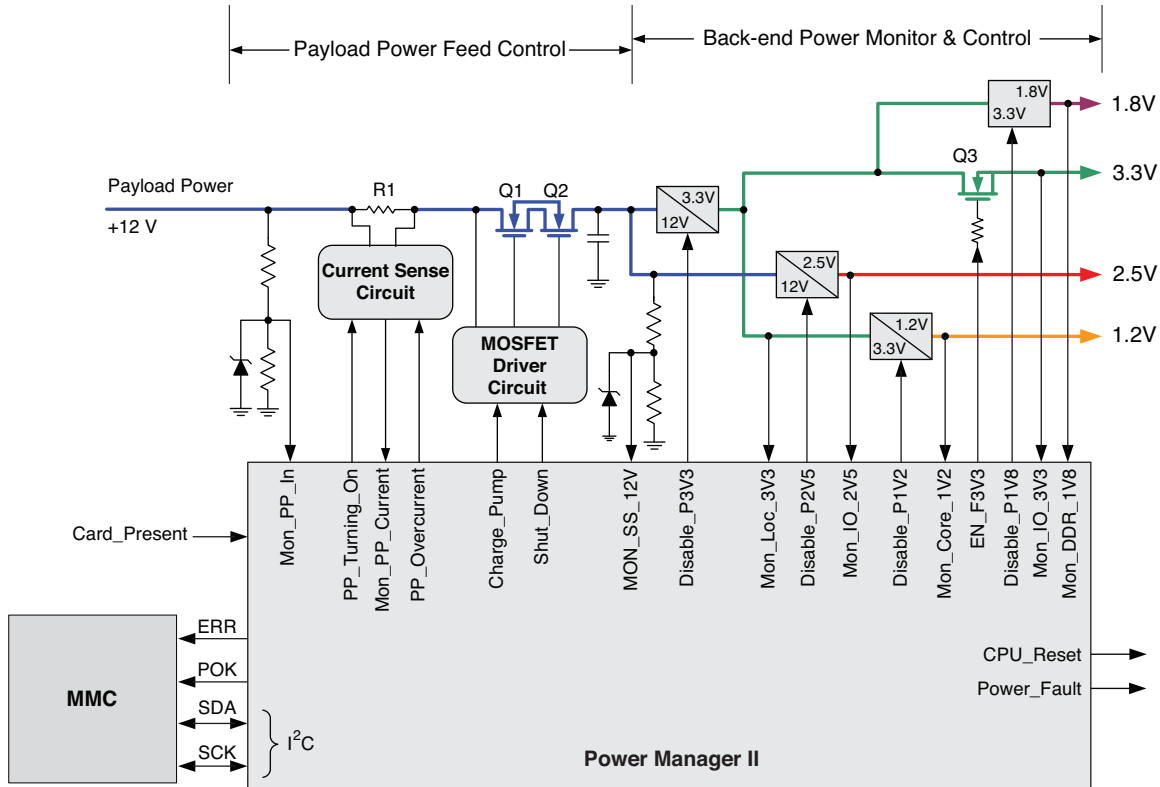 Payload Power Feed Control
Back-end Power Monitor & Control
1.8V
3.3V
1.8V
Q3
3.3V
Payload Power
+12 V
R1
Q1
Q2
3.3V
12V
Current Sense
Circuit
2.5V
12V
2.5V
1.2V
3.3V
1.2V
MOSFET
Driver
Circuit
Mon_PP_In
PP_Turning_On
Mon_PP_Current
PP_Overcurrent
Charge_Pump
Shut_Down
MON_SS_12V
Disable_P3V3
Mon_Loc_3V3
Disable_P2V5
Mon_IO_2V5
Disable_P1V2
Mon_Core_1V2
EN_F3V3
Disable_P1V8
Mon_IO_3V3
Mon_DDR_1V8
Card_Present
MMC
ERR
POK
SDA
SCK
I²C
CPU_Reset
Power_Fault
Power Manager II